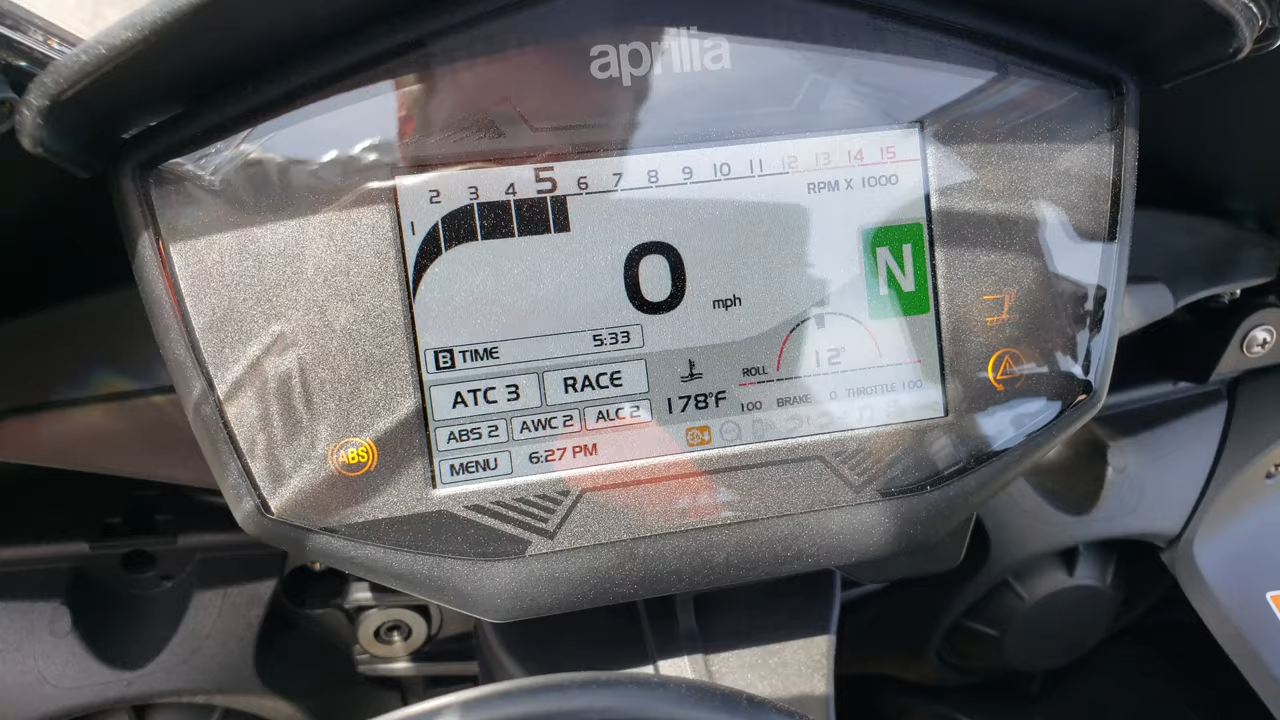 aprilia
1 2 3 4 5 6 7 8 9 10 11 12 13 14 15
RPM X 1000
0 mph
N
B TIME 5:33
ATC 3 RACE
ABS 2 AWC 2 ALC 2
MENU 6:27 PM
178°F
ROLL 12°
100 BRAKE 0 THROTTLE 100
ABS